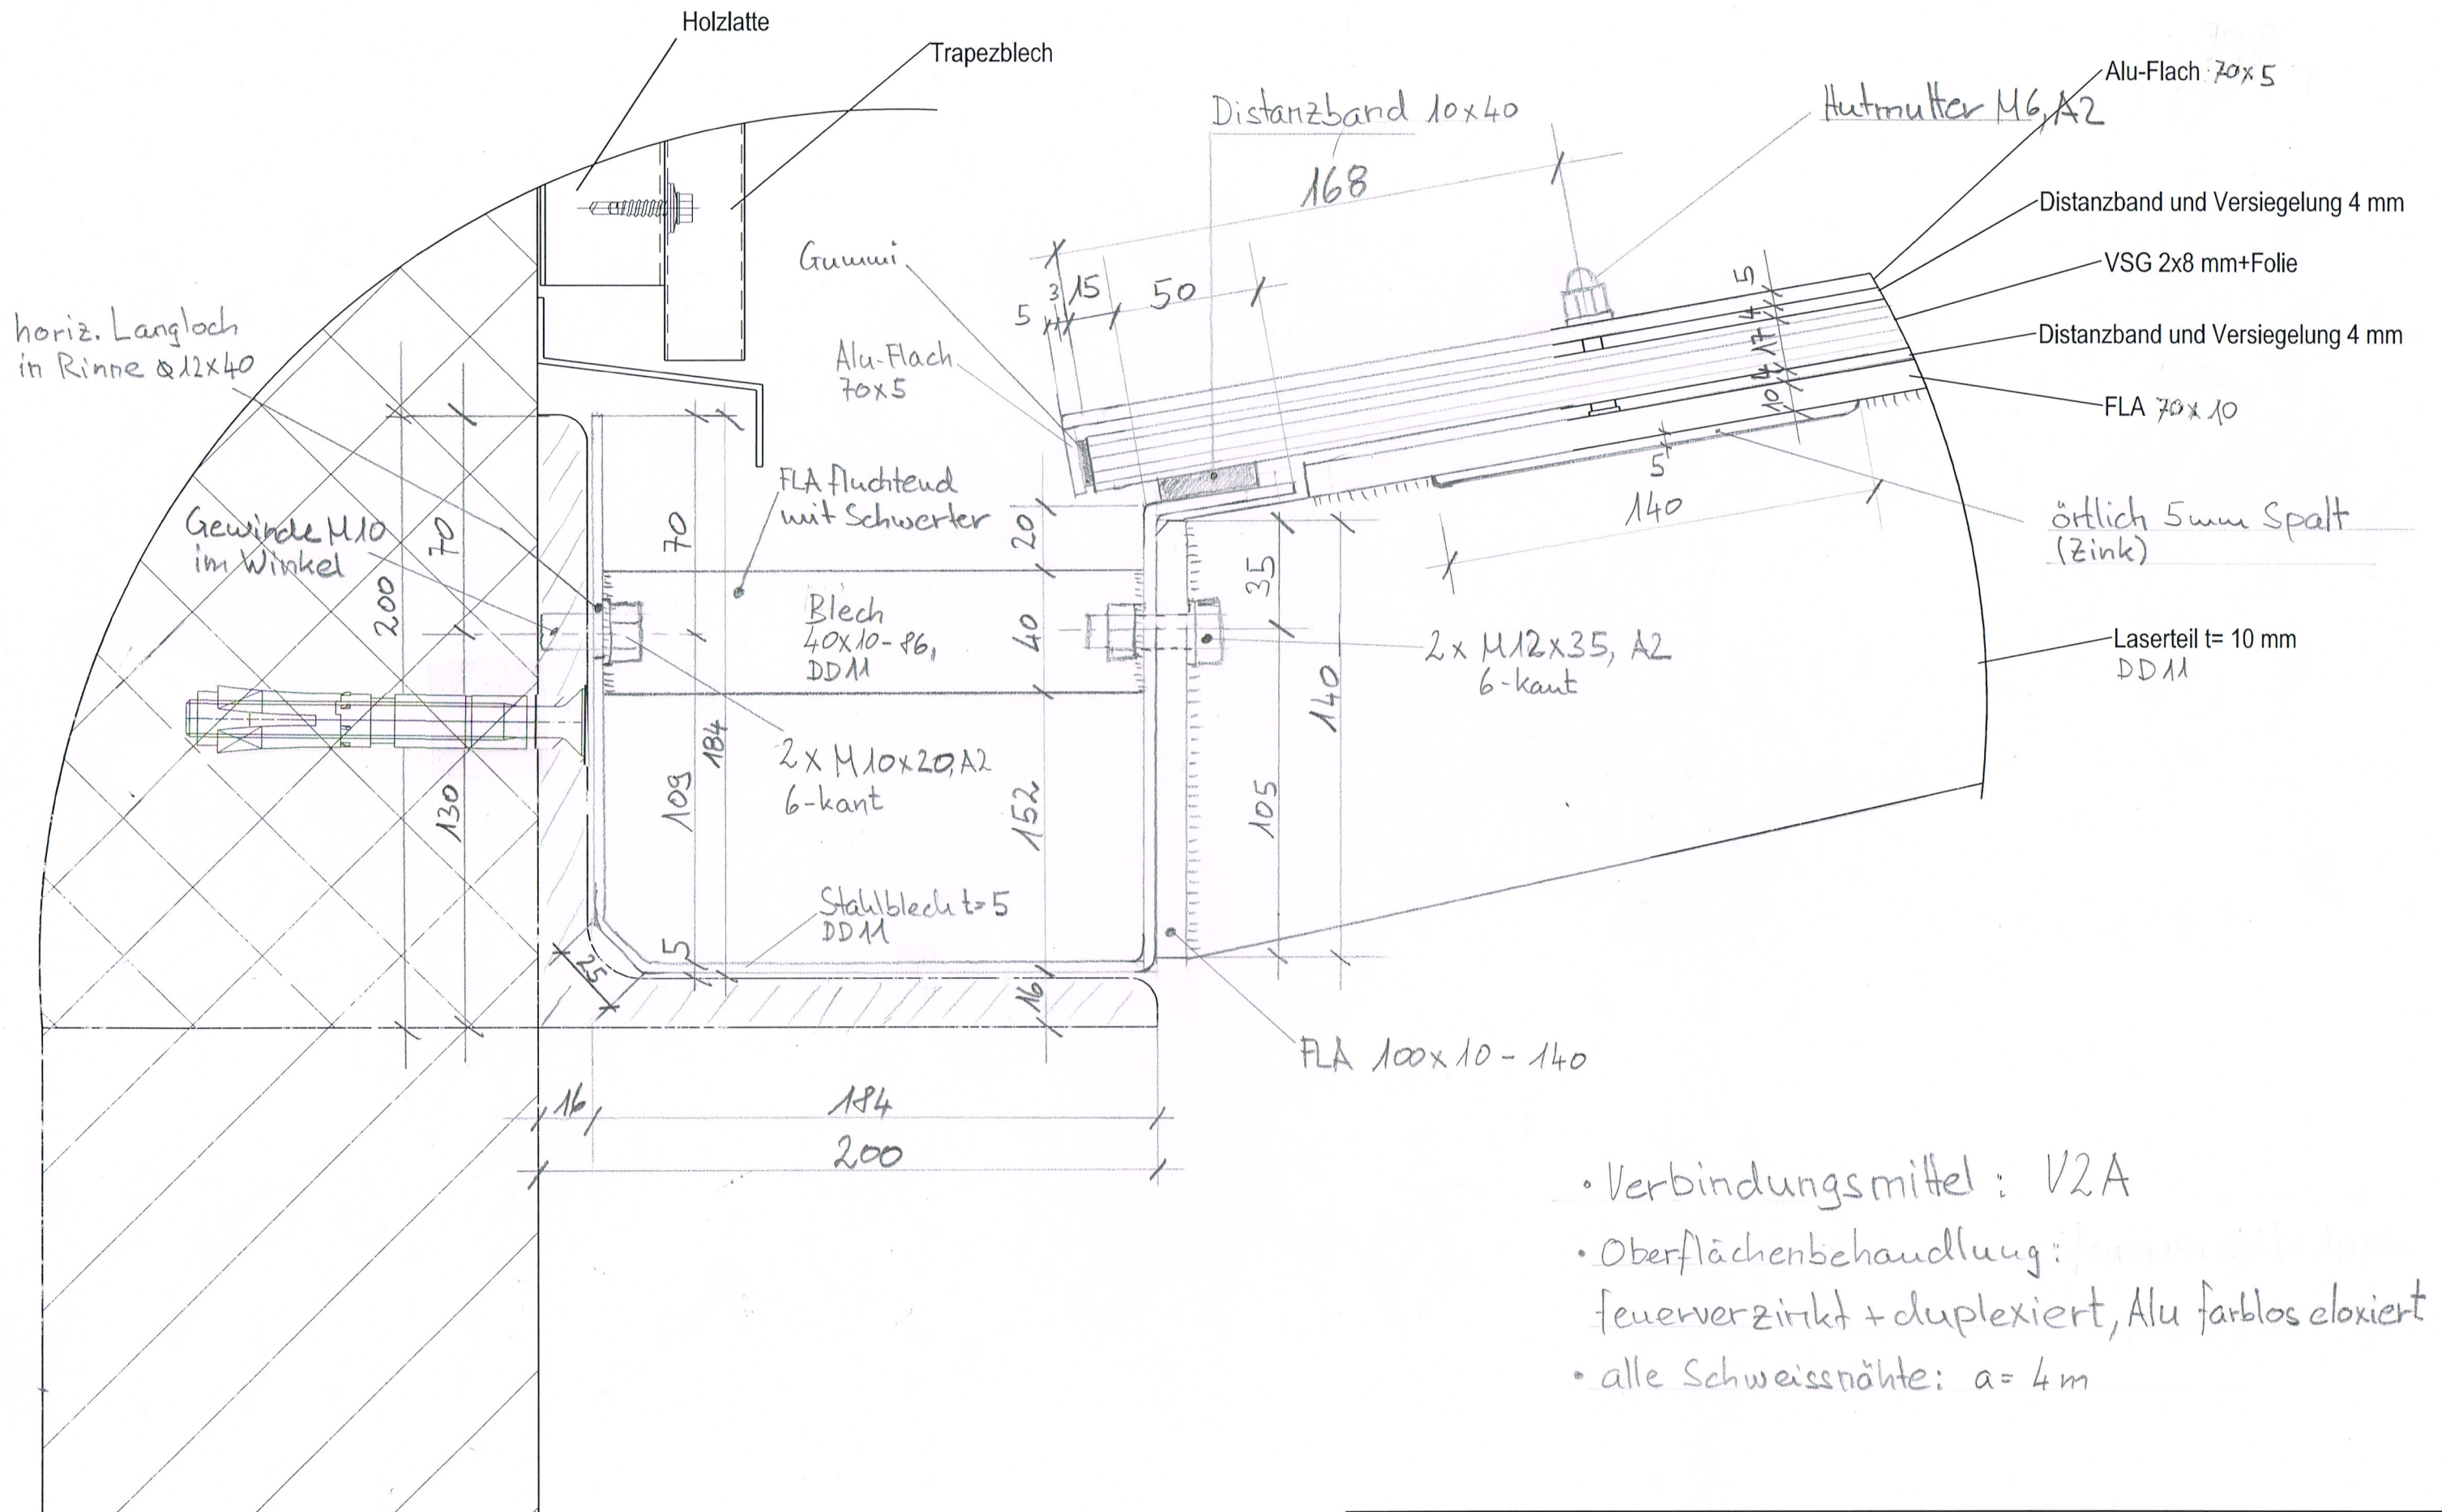 Holzlatte
Trapezblech
Alu-Flach 70x5
Distanzband 10x40
Hutmutter M6, A2
168
Distanzband und Versiegelung 4 mm
Gummi
VSG 2x8 mm+Folie
5
3
15
50
5
4
17
4
10
Distanzband und Versiegelung 4 mm
horiz. Langloch
in Rinne ⌀12x40
Alu-Flach
70x5
FLA 70x10
5
140
FLA fluchtend
mit Schwerter
örtlich 5mm Spalt
(Zink)
Gewinde M10
im Winkel
70
200
70
20
35
Blech
40x10-86,
DD11
40
2x M12x35, A2
6-kant
Laserteil t= 10 mm
DD11
140
184
2x M10x20, A2
6-kant
130
109
152
105
Stahlblech t=5
DD11
5
25
16
FLA 100x10-140
16
184
200
• Verbindungsmittel: V2A
• Oberflächenbehandlung:
feuerverzinkt + duplexiert, Alu farblos eloxiert
• alle Schweissnähte: a= 4m